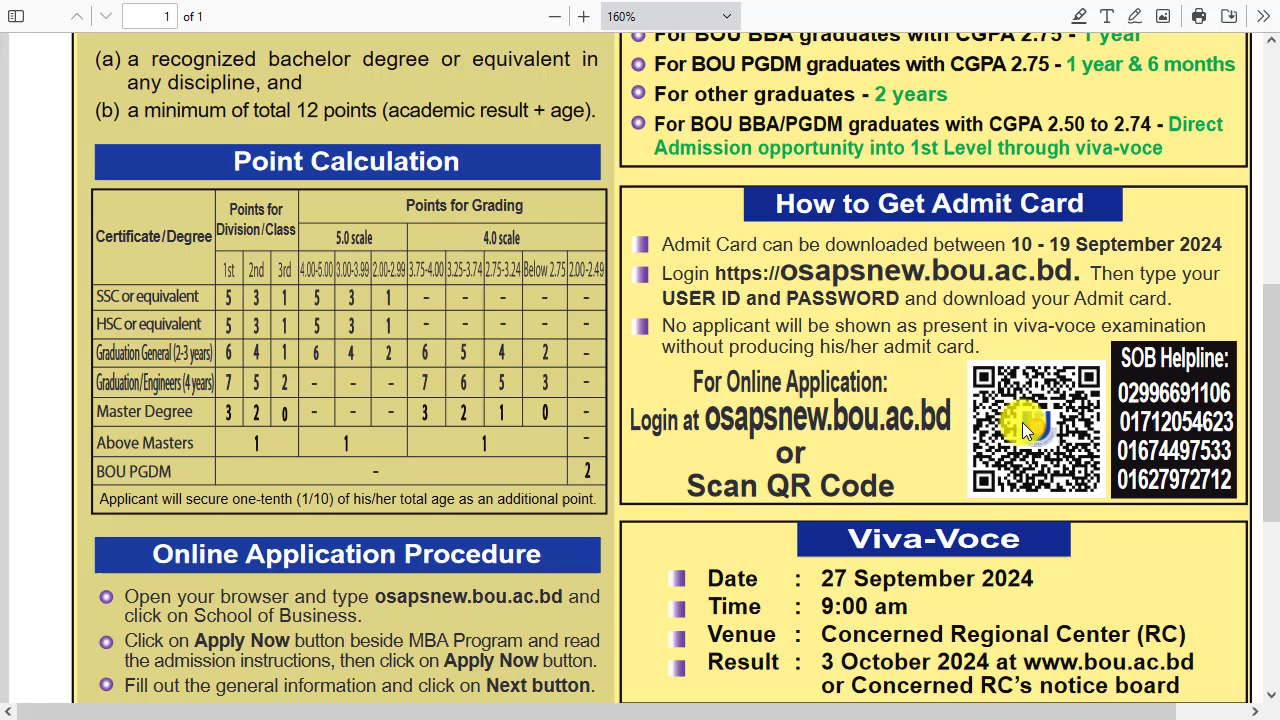 1 of 1
160%
(a) a recognized bachelor degree or equivalent in
any discipline, and
(b) a minimum of total 12 points (academic result + age).
Point Calculation
Certificate/Degree
Points for
Division/Class
Points for Grading
5.0 scale 4.0 scale
1st 2nd 3rd 4.00-5.00 3.00-3.99 2.00-2.99 3.75-4.00 3.25-3.74 2.75-3.24 Below 2.75 2.00-2.49
SSC or equivalent 5 3 1 5 3 1 – – – – –
HSC or equivalent 5 3 1 5 3 1 – – – – –
Graduation General (2-3 years) 6 4 1 6 4 2 6 5 4 2 –
Graduation/Engineers (4 years) 7 5 2 – – – 7 6 5 3 –
Master Degree 3 2 0 – – – 3 2 1 0 –
Above Masters 1 1 1 –
BOU PGDM – 2
Applicant will secure one-tenth (1/10) of his/her total age as an additional point.
Online Application Procedure
Open your browser and type osapsnew.bou.ac.bd and
click on School of Business.
Click on Apply Now button beside MBA Program and read
the admission instructions, then click on Apply Now button.
Fill out the general information and click on Next button.
For BOU BBA graduates with CGPA 2.75 - 1 year
For BOU PGDM graduates with CGPA 2.75 - 1 year & 6 months
For other graduates - 2 years
For BOU BBA/PGDM graduates with CGPA 2.50 to 2.74 - Direct
Admission opportunity into 1st Level through viva-voce
How to Get Admit Card
Admit Card can be downloaded between 10 - 19 September 2024
Login https://osapsnew.bou.ac.bd. Then type your
USER ID and PASSWORD and download your Admit card.
No applicant will be shown as present in viva-voce examination
without producing his/her admit card.
For Online Application:
Login at osapsnew.bou.ac.bd
or
Scan QR Code
SOB Helpline:
02996691106
01712054623
01674497533
01627972712
Viva-Voce
Date : 27 September 2024
Time : 9:00 am
Venue : Concerned Regional Center (RC)
Result : 3 October 2024 at www.bou.ac.bd
or Concerned RC's notice board